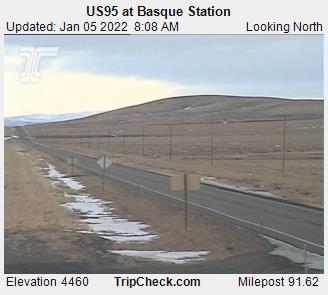 US95 at Basque Station
Updated: Jan 05 2022 8:08 AM Looking North
Elevation 4460 TripCheck.com Milepost 91.62